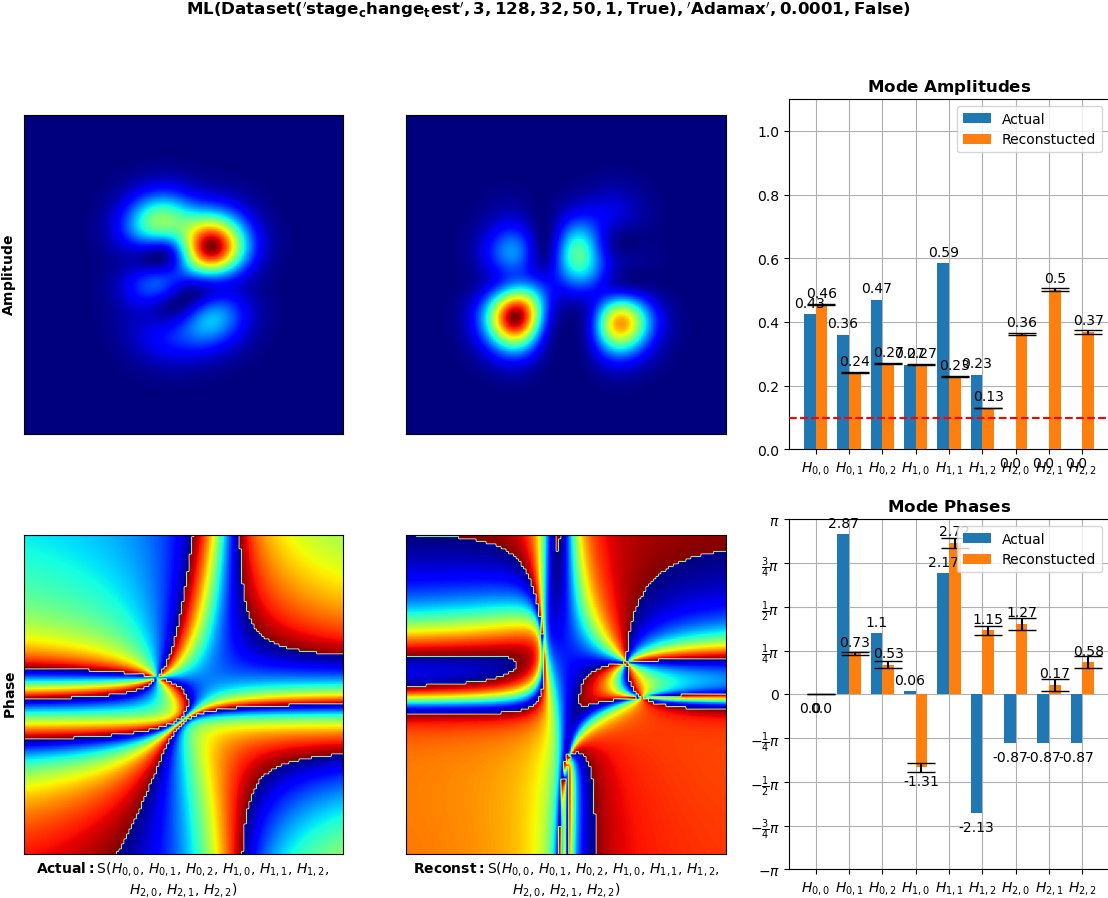 ML(Dataset('stage_change_test', 3, 128, 32, 50, 1, True), 'Adamax', 0.0001, False)
Amplitude
Mode Amplitudes
Actual
Reconstucted
1.0
0.8
0.6
0.4
0.2
0.0
0.43 0.36 0.47 0.27 0.59 0.23 0.0 0.0 0.0
0.46 0.24 0.27 0.27 0.23 0.13 0.36 0.5 0.37
H0,0 H0,1 H0,2 H1,0 H1,1 H1,2 H2,0 H2,1 H2,2
Phase
Mode Phases
Actual
Reconstucted
π
3/4π
1/2π
1/4π
0
−1/4π
−1/2π
−3/4π
−π
0.0 2.87 1.1 0.06 2.17 -2.13 -0.87 -0.87 -0.87
0.0 0.73 0.53 -1.31 1.15 1.27 0.17 0.58
H0,0 H0,1 H0,2 H1,0 H1,1 H1,2 H2,0 H2,1 H2,2
Actual: S(H0,0, H0,1, H0,2, H1,0, H1,1, H1,2,
H2,0, H2,1, H2,2)
Reconst: S(H0,0, H0,1, H0,2, H1,0, H1,1, H1,2,
H2,0, H2,1, H2,2)